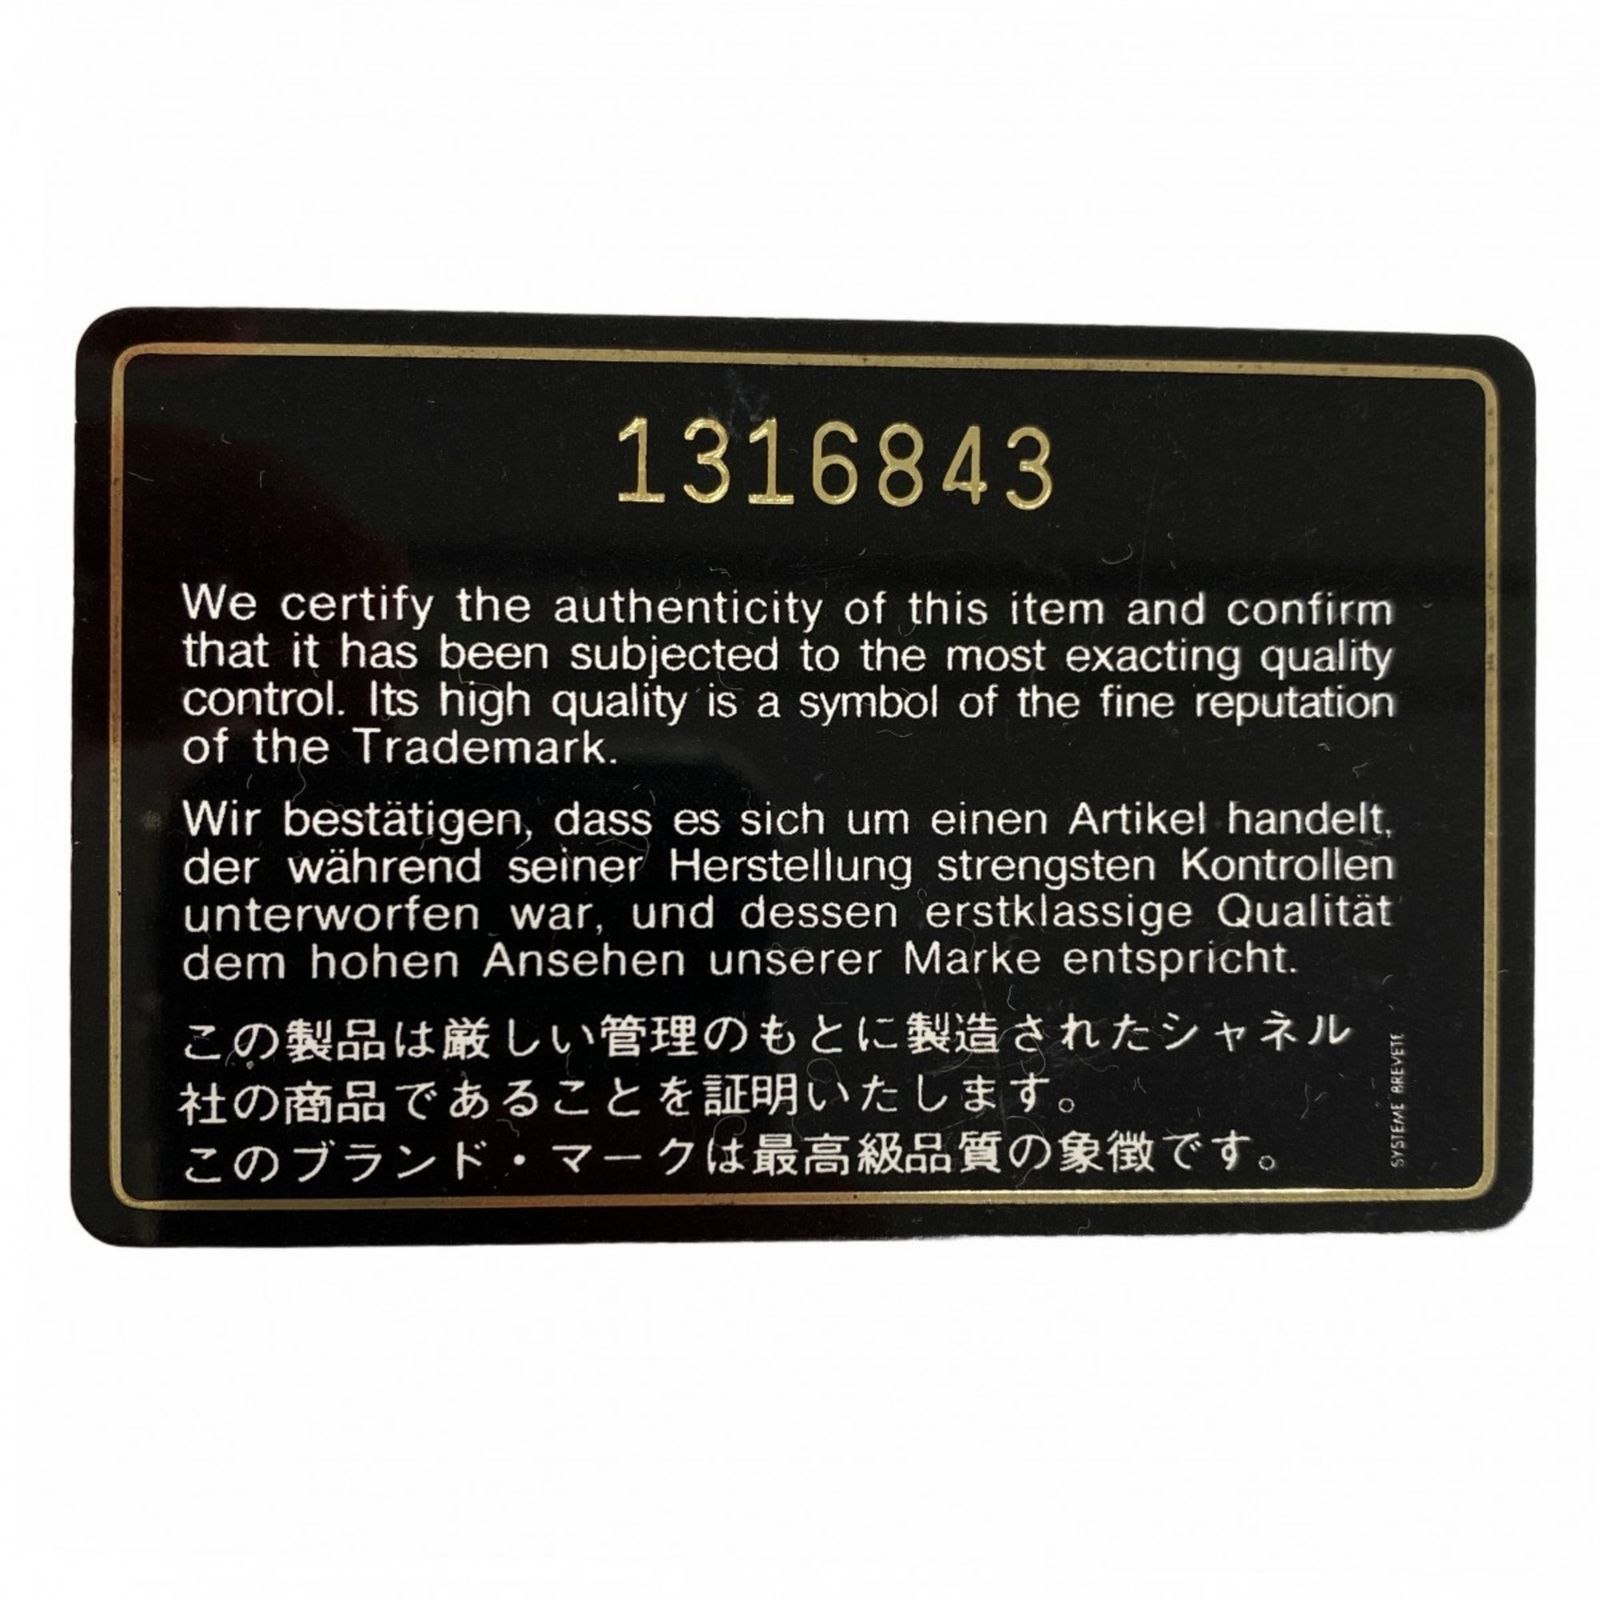 1316843
We certify the authenticity of this item and confirm
that it has been subjected to the most exacting quality
control. Its high quality is a symbol of the fine reputation
of the Trademark.
Wir bestätigen, dass es sich um einen Artikel handelt,
der während seiner Herstellung strengsten Kontrollen
unterworfen war, und dessen erstklassige Qualität
dem hohen Ansehen unserer Marke entspricht.
この製品は厳しい管理のもとに製造されたシャネル
社の商品であることを証明いたします。
このブランド・マークは最高級品質の象徴です。
SYSTEME BREVETE